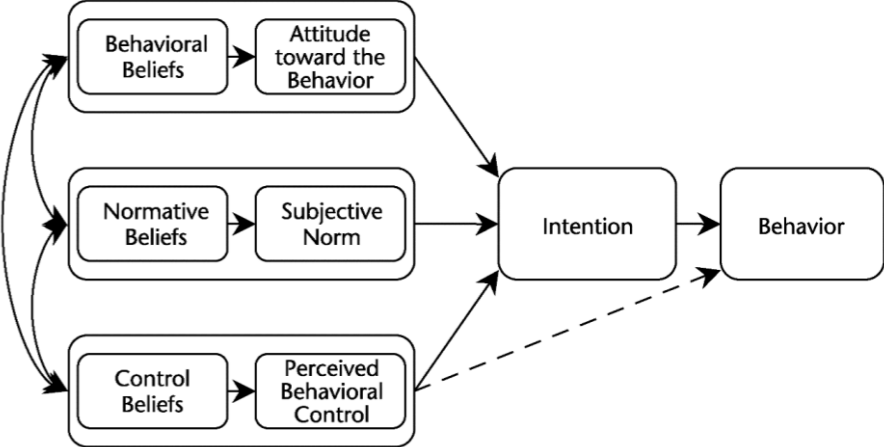 Behavioral
Beliefs
Attitude
toward the
Behavior
Normative
Beliefs
Subjective
Norm
Control
Beliefs
Perceived
Behavioral
Control
Intention
Behavior